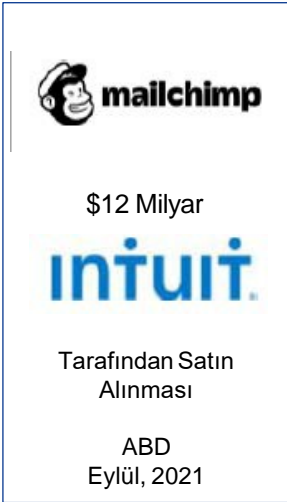 mailchimp
$12 Milyar
intuit
Tarafından Satın
Alınması
ABD
Eylül, 2021